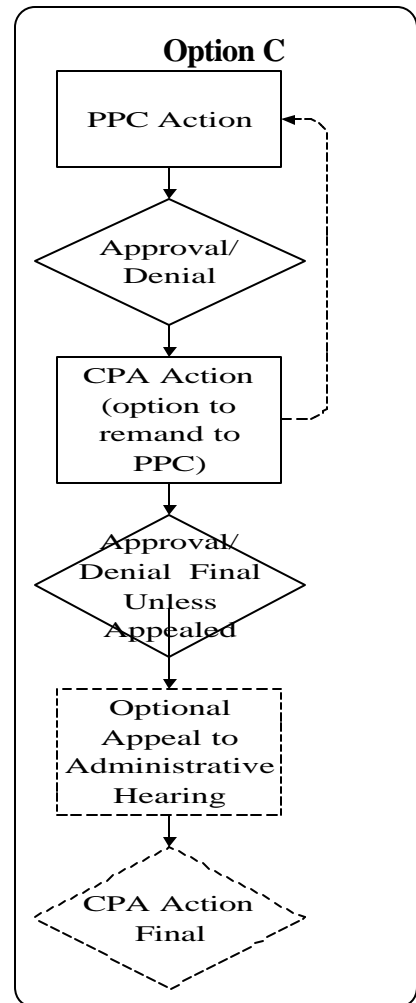 Option C
PPC Action
Approval/
Denial
CPA Action
(option to
remand to
PPC)
Approval/
Denial Final
Unless
Appealed
Optional
Appeal to
Administrative
Hearing
CPA Action
Final